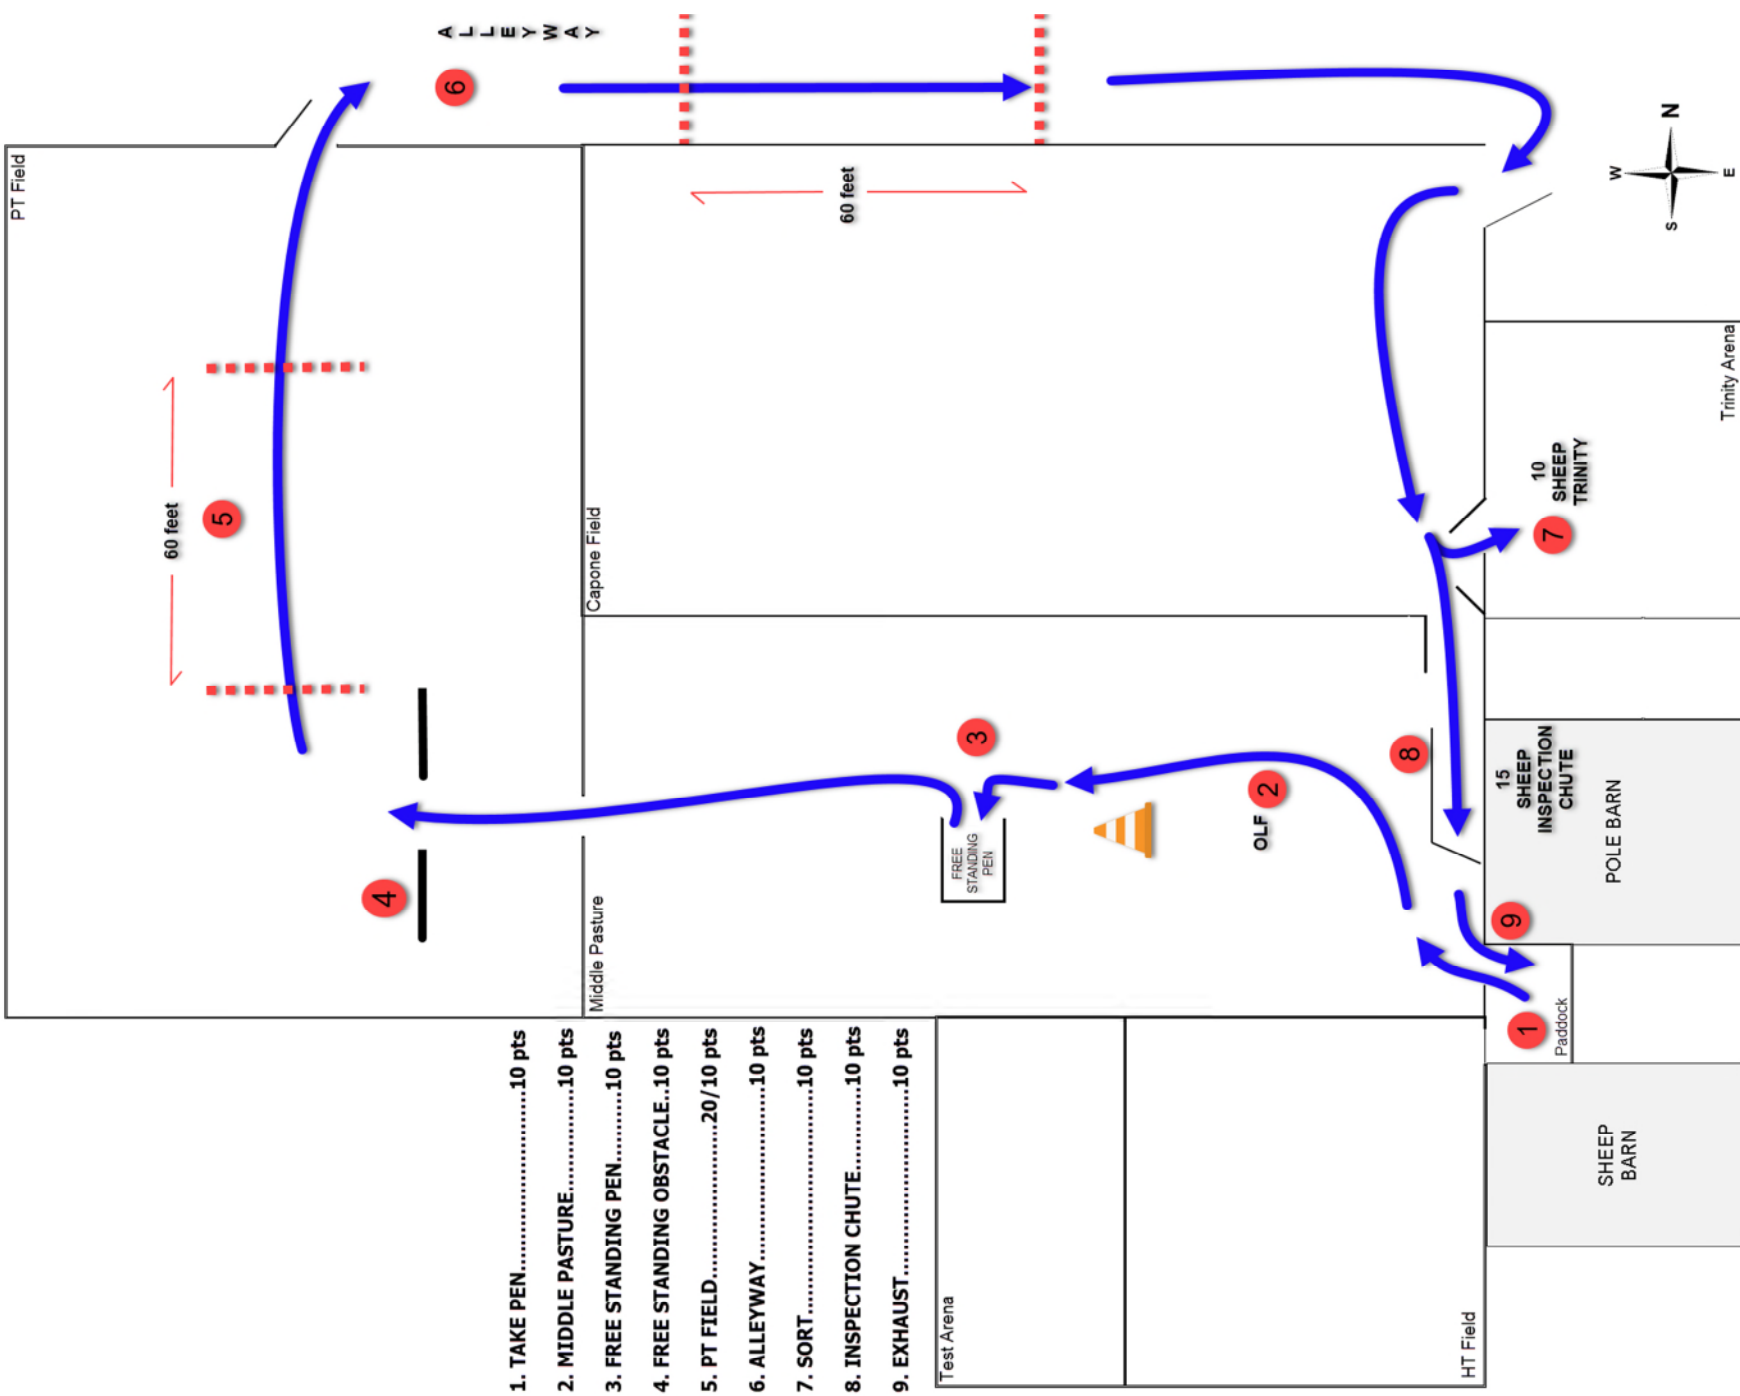 PT Field
60 feet
5
4
6
A
L
L
E
Y
W
A
Y
60 feet
Capone Field
Middle Pasture
3
FREE
STANDING
PEN
2
OLF
8
N
W
E
S
Trinity Arena
10
SHEEP
TRINITY
7
15
SHEEP
INSPECTION
CHUTE
POLE BARN
9
1
Paddock
SHEEP
BARN
1. TAKE PEN..............................10 pts
2. MIDDLE PASTURE..................10 pts
3. FREE STANDING PEN............10 pts
4. FREE STANDING OBSTACLE..10 pts
5. PT FIELD..........................20/10 pts
6. ALLEYWAY............................10 pts
7. SORT...................................10 pts
8. INSPECTION CHUTE..............10 pts
9. EXHAUST..............................10 pts
Test Arena
HT Field